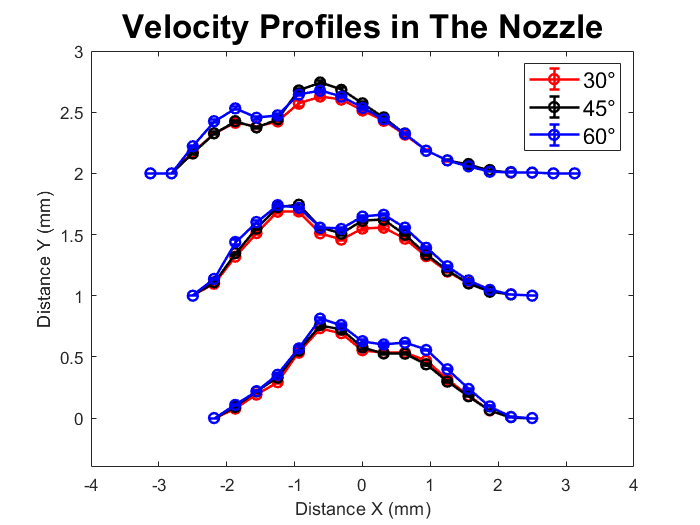 Velocity Profiles in The Nozzle
30°
45°
60°
3
2.5
2
1.5
1
0.5
0
Distance Y (mm)
-4 -3 -2 -1 0 1 2 3 4
Distance X (mm)